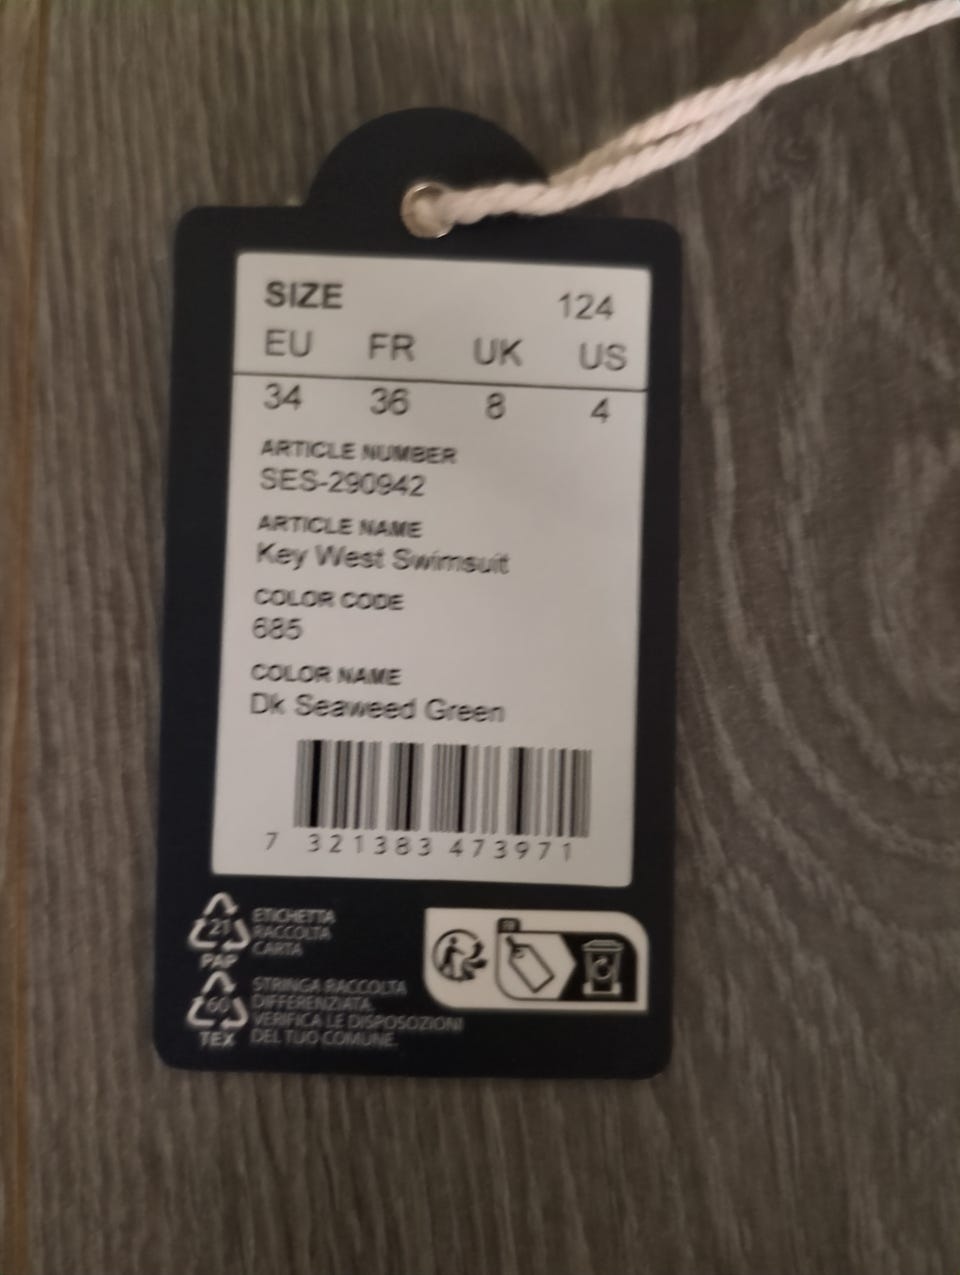 SIZE 124
EU FR UK US
34 36 8 4
ARTICLE NUMBER
SES-290942
ARTICLE NAME
Key West Swimsuit
COLOR CODE
685
COLOR NAME
Dk Seaweed Green
7 321383 473971
21
PAP
ETICHETTA
RACCOLTA
CARTA
60
TEX
STRINGA RACCOLTA
DIFFERENZIATA.
VERIFICA LE DISPOSOZIONI
DEL TUO COMUNE.
FR